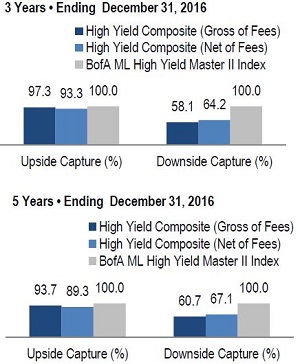 3 Years • Ending December 31, 2016
High Yield Composite (Gross of Fees)
High Yield Composite (Net of Fees)
BofA ML High Yield Master II Index
97.3 93.3 100.0 58.1 64.2 100.0
Upside Capture (%) Downside Capture (%)
5 Years • Ending December 31, 2016
High Yield Composite (Gross of Fees)
High Yield Composite (Net of Fees)
BofA ML High Yield Master II Index
93.7 89.3 100.0 60.7 67.1 100.0
Upside Capture (%) Downside Capture (%)